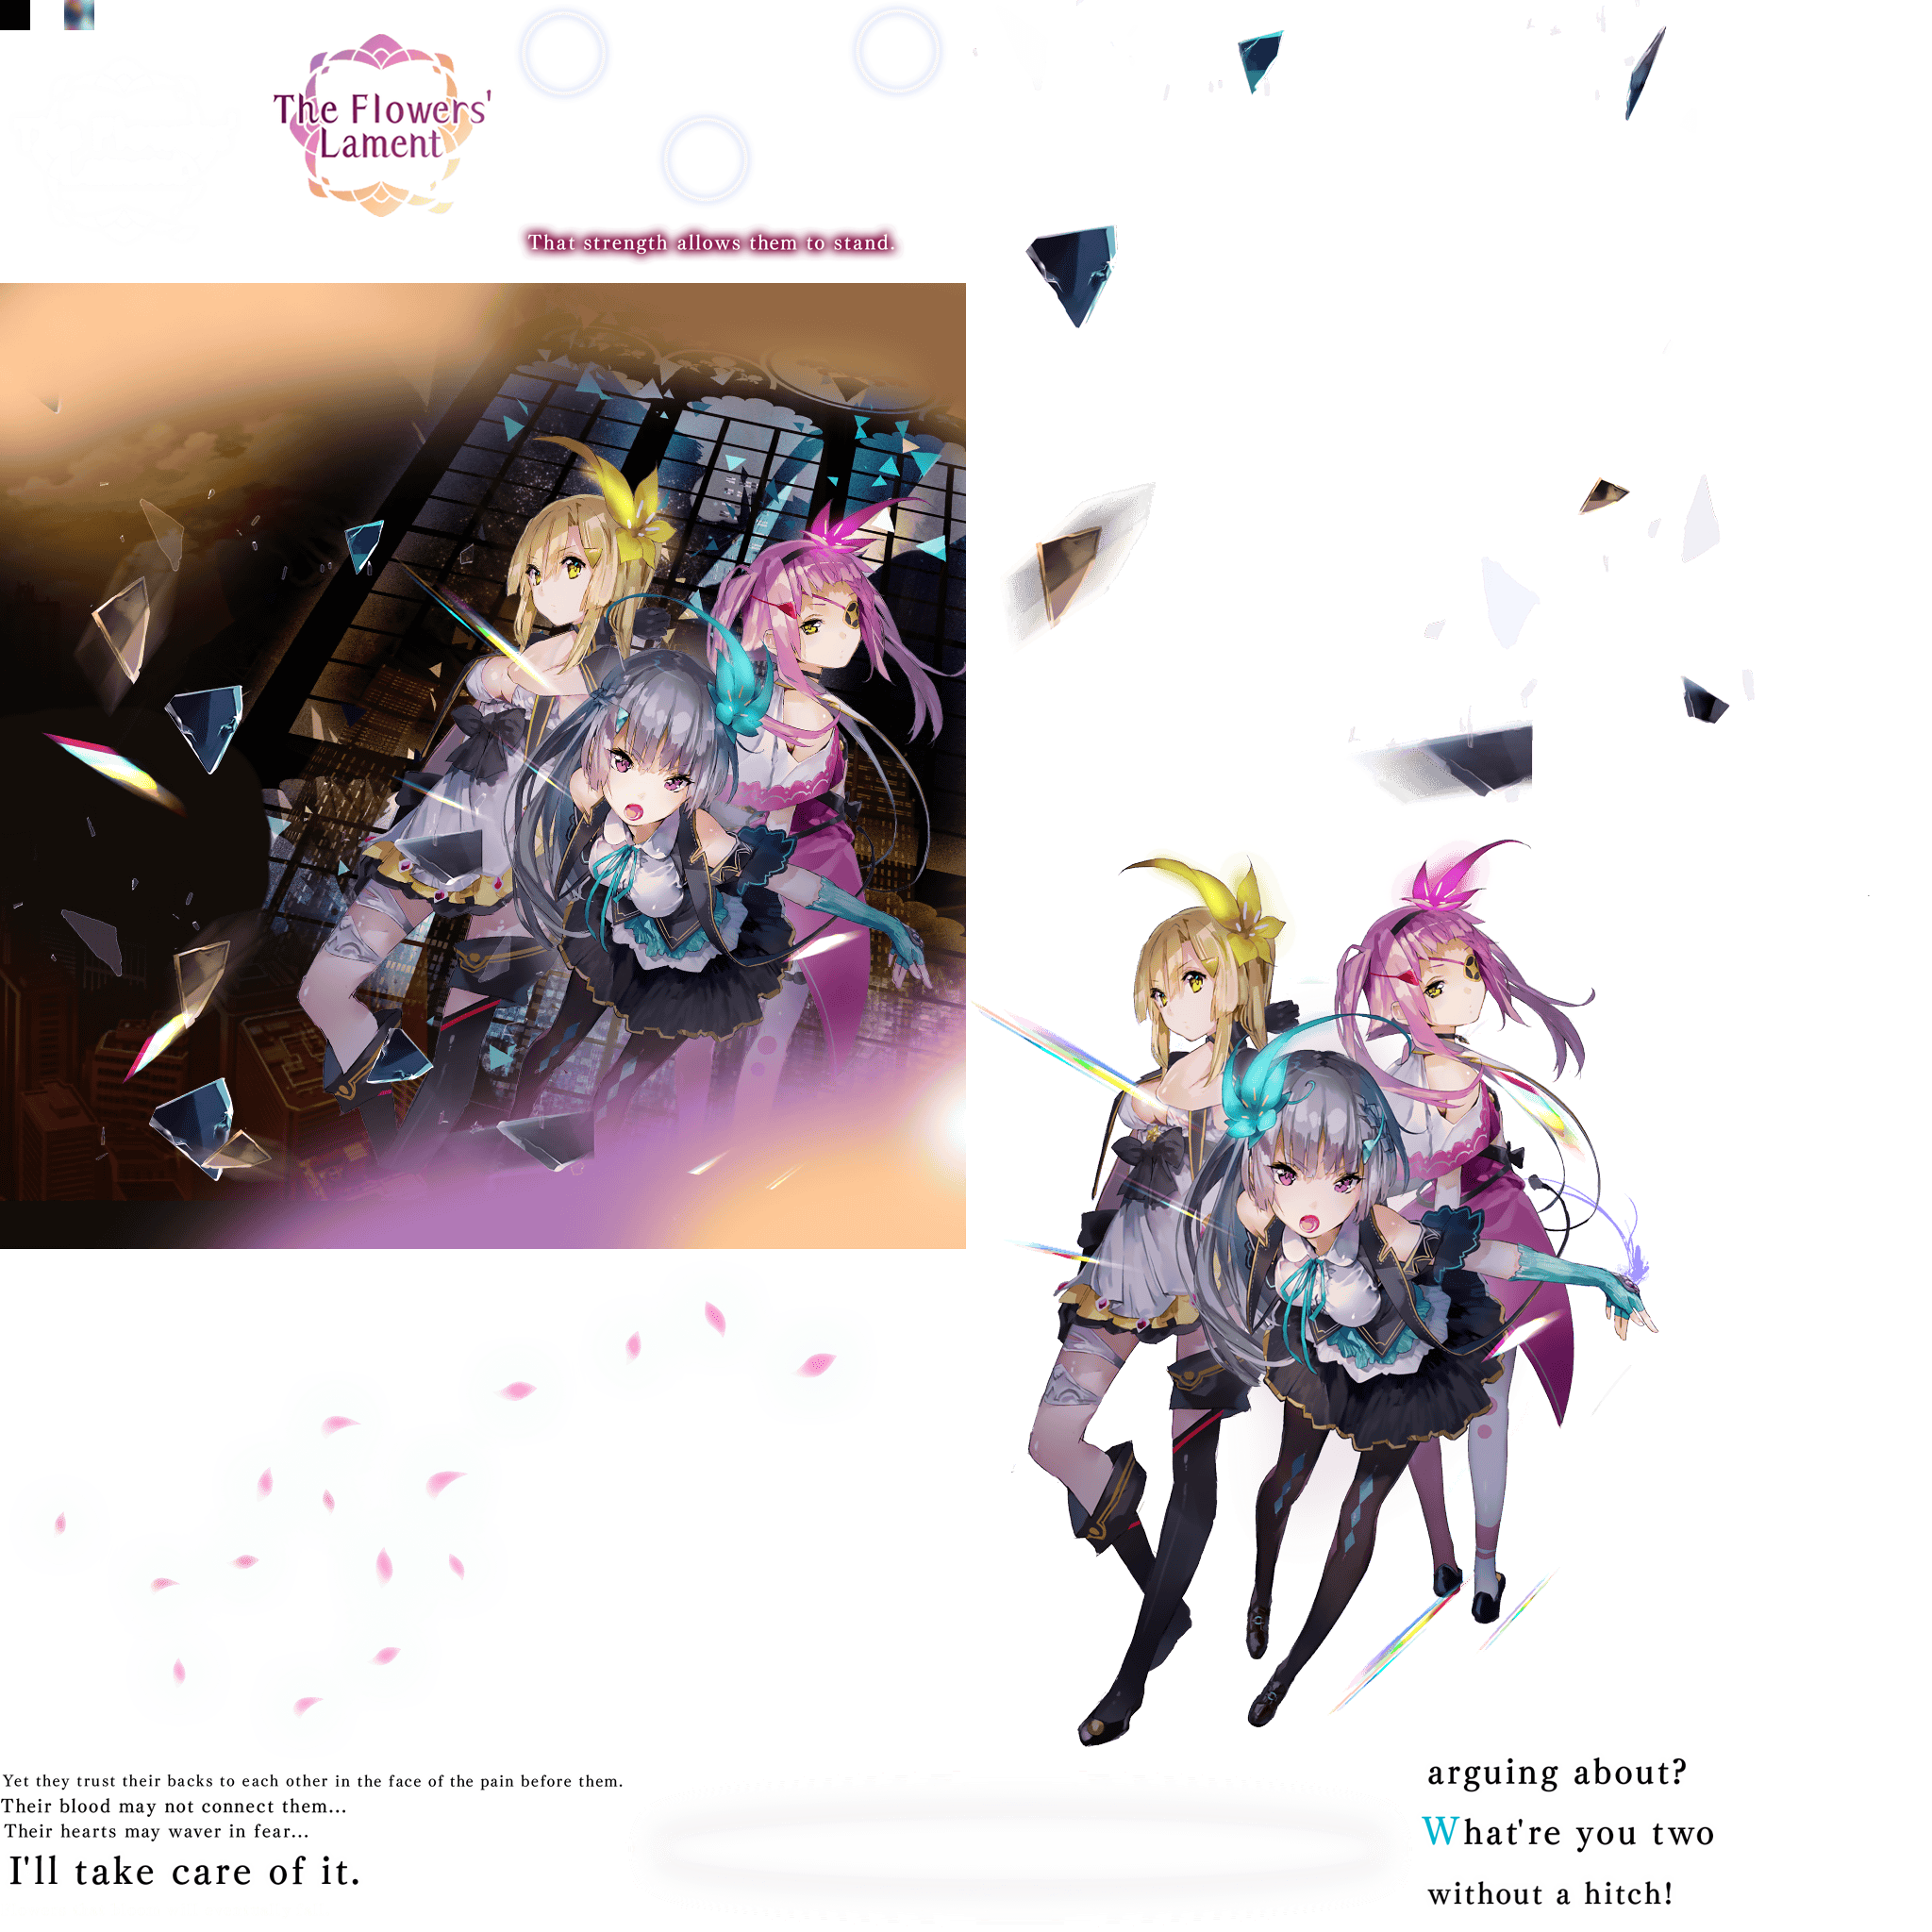 The Flowers'
Lament
That strength allows them to stand.
Yet they trust their backs to each other in the face of the pain before them.
Their blood may not connect them...
Their hearts may waver in fear...
I'll take care of it.
arguing about?
What're you two
without a hitch!